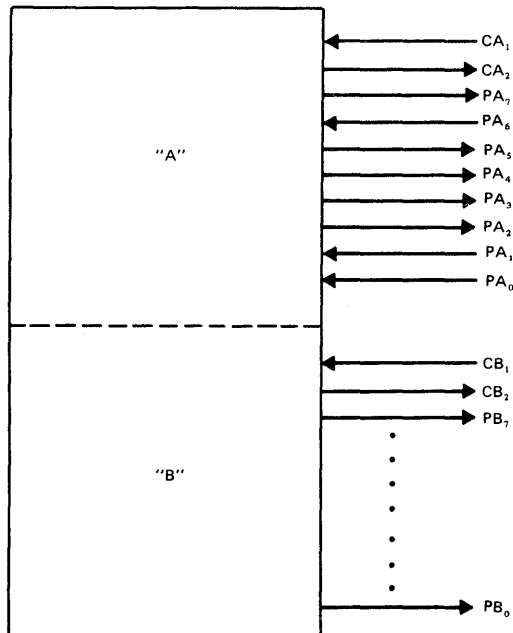 CA₁
CA₂
PA₇
PA₆
"A"
PA₅
PA₄
PA₃
PA₂
PA₁
PA₀
CB₁
CB₂
PB₇
"B"
PB₀